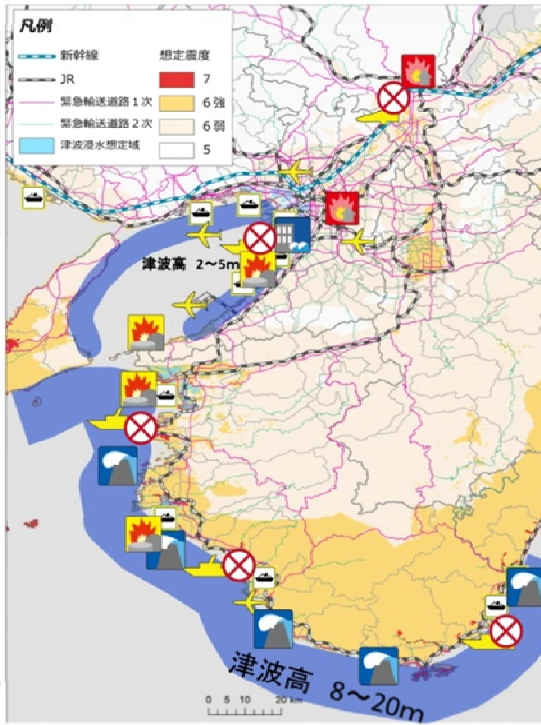 凡例
新幹線
JR
緊急輸送道路1次
緊急輸送道路2次
津波浸水想定域
想定震度
7
6強
6弱
5
津波高 2～5m
津波高 8～20m
0 5 10 20 km